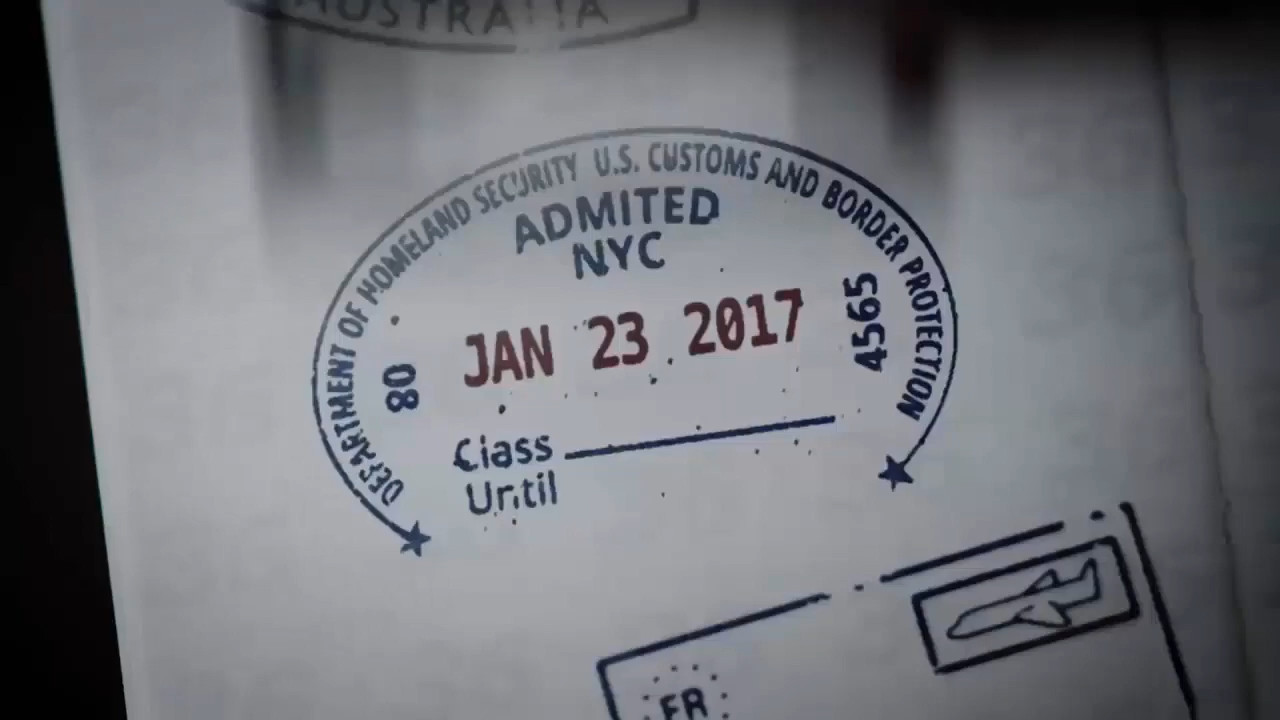 AUSTRALIA
DEPARTMENT OF HOMELAND SECURITY U.S. CUSTOMS AND BORDER PROTECTION
ADMITED
NYC
JAN 23 2017
80
4565
Class
Until
FR